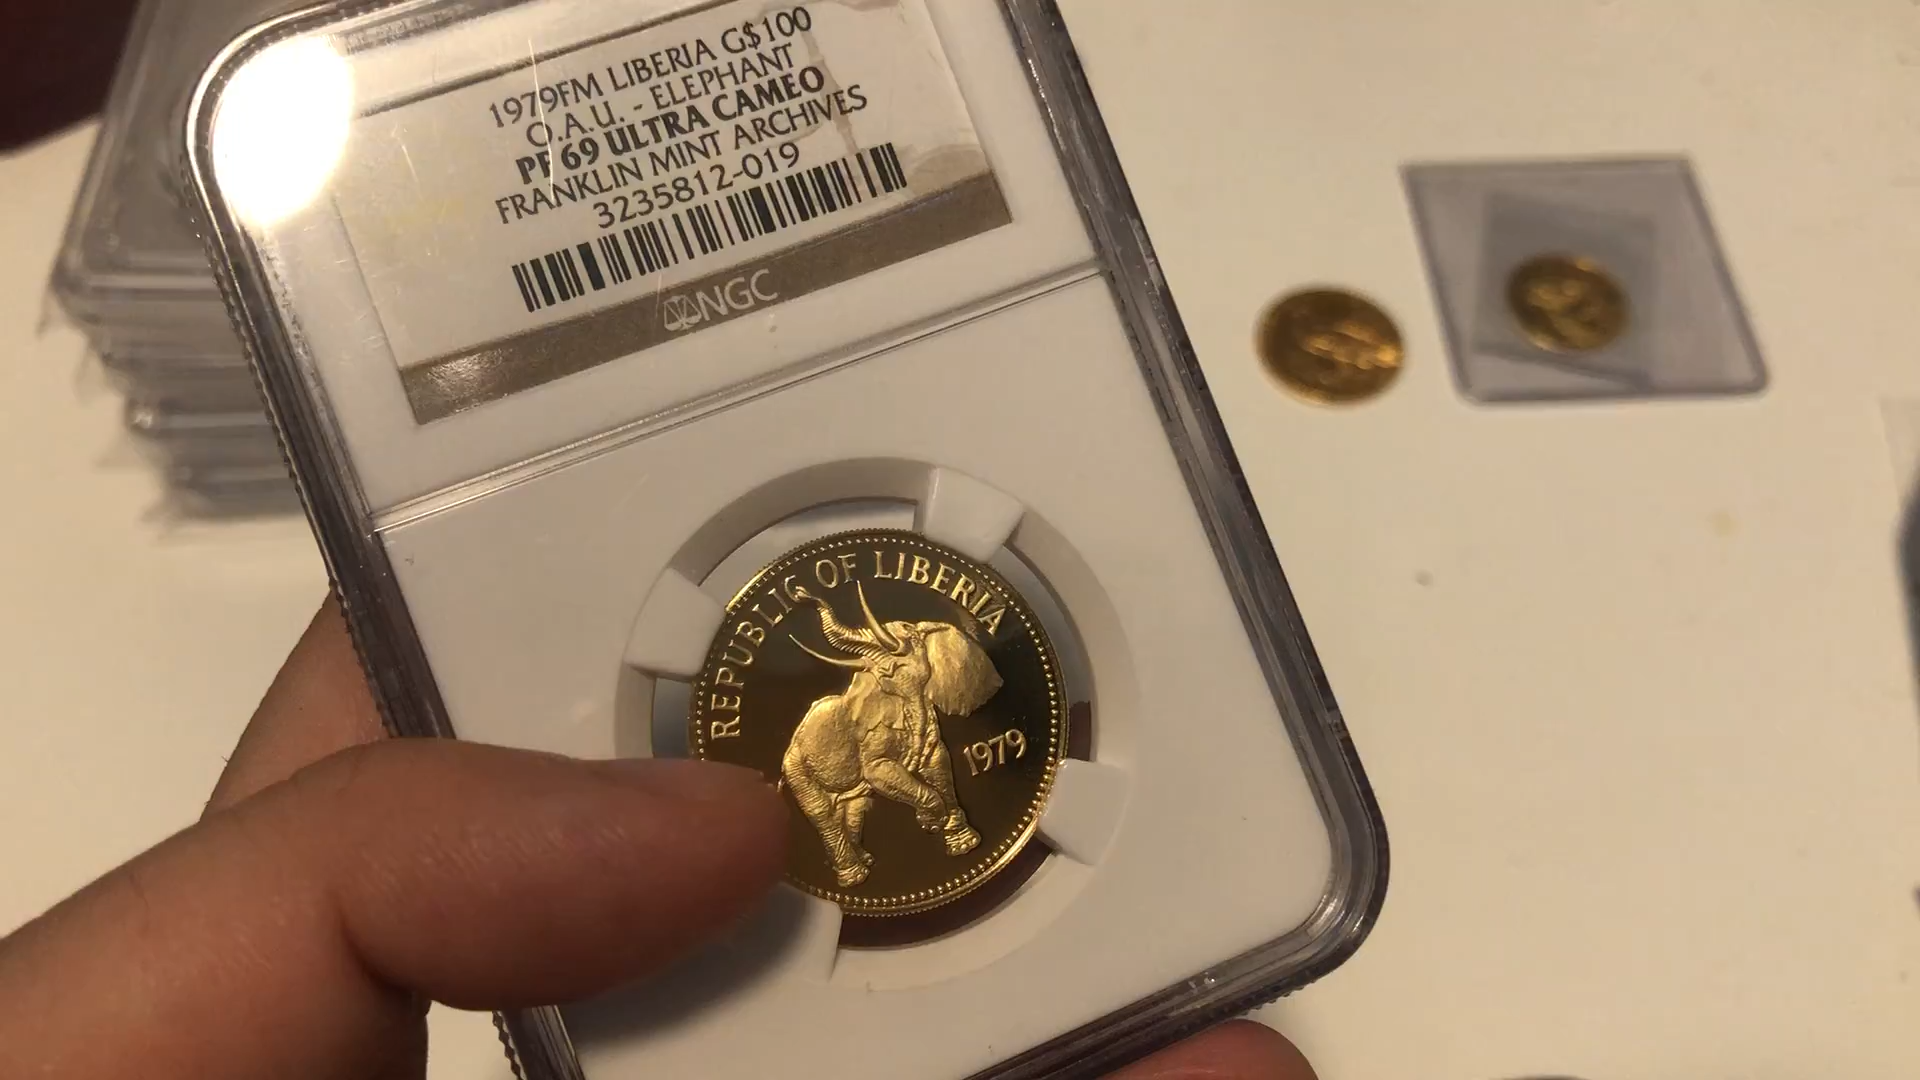 1979FM LIBERIA G$100
O.A.U. - ELEPHANT
PF 69 ULTRA CAMEO
FRANKLIN MINT ARCHIVES
3235812-019
NGC
REPUBLIC OF LIBERIA
1979